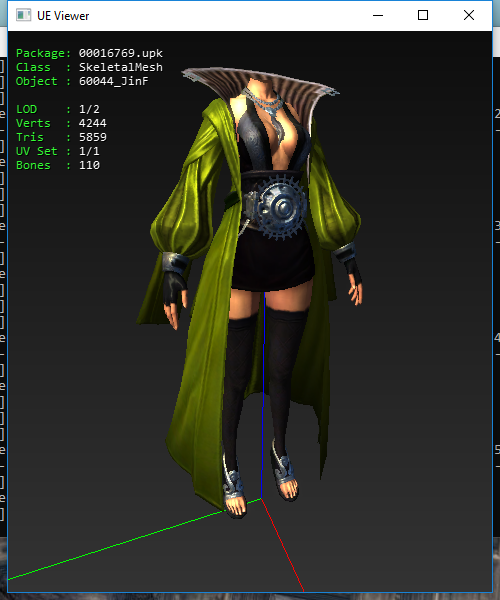 UE Viewer
Package: 00016769.upk
Class  : SkeletalMesh
Object : 60044_JinF
LOD    : 1/2
Verts  : 4244
Tris   : 5859
UV Set : 1/1
Bones  : 110